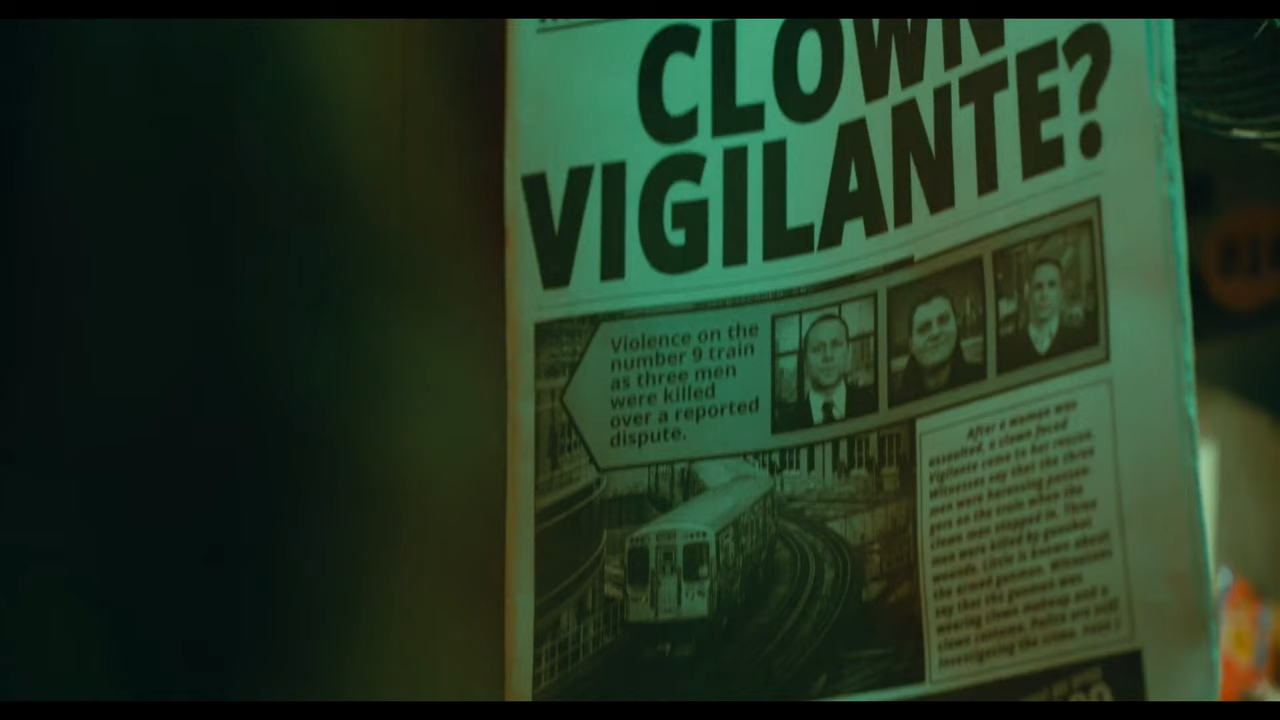 CLOWN
VIGILANTE?
Violence on the
number 9 train
as three men
were killed
over a reported
dispute.
After a woman was
assaulted, a clown faced
vigilante came to her rescue.
Witnesses say that the three
men were harassing passen-
gers on the train when the
clown man stepped in. Three
men were killed by gunshot
wounds. Little is known about
the armed gunman. Witnesses
say that the gunman was
wearing clown makeup and a
clown costume. Police are still
investigating the crime.